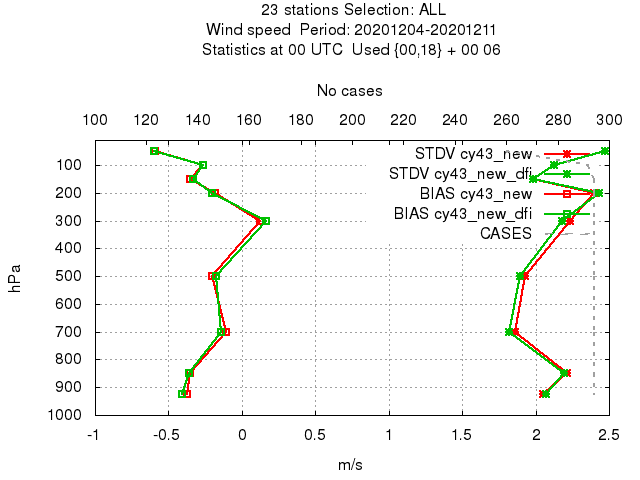 23 stations Selection: ALL
Wind speed  Period: 20201204-20201211
Statistics at 00 UTC  Used {00,18} + 00 06
No cases
100 120 140 160 180 200 220 240 260 280 300
STDV cy43_new
STDV cy43_new_dfi
BIAS cy43_new
BIAS cy43_new_dfi
CASES
hPa
100
200
300
400
500
600
700
800
900
1000
-1 -0.5 0 0.5 1 1.5 2 2.5
m/s